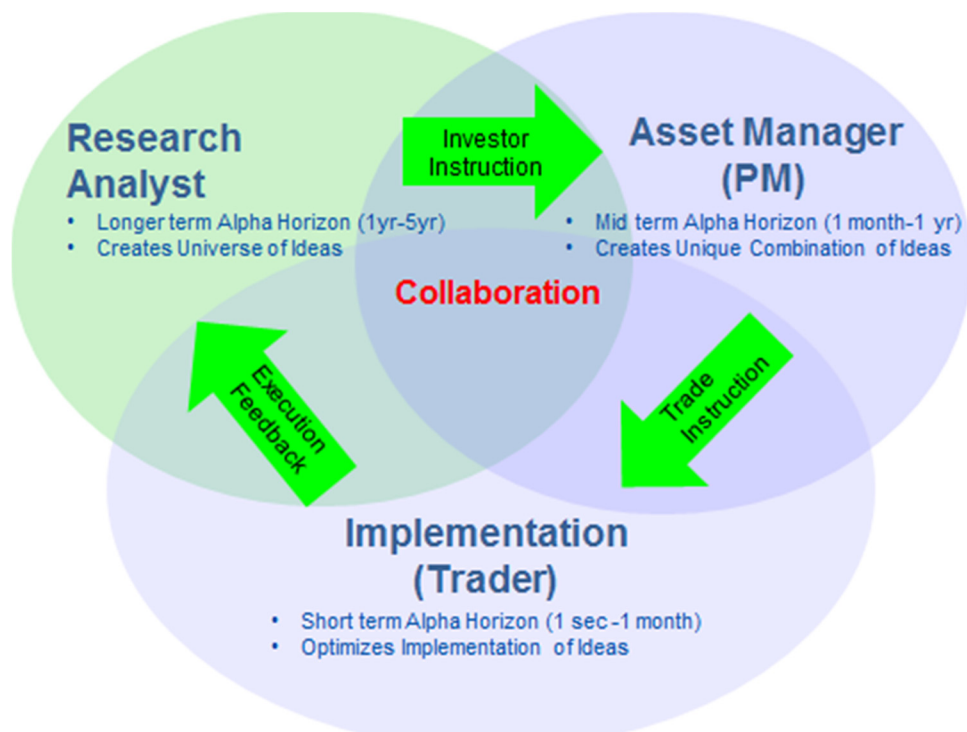 Research
Analyst
• Longer term Alpha Horizon (1yr-5yr)
• Creates Universe of Ideas
Investor
Instruction
Asset Manager
(PM)
• Mid term Alpha Horizon (1 month-1 yr)
• Creates Unique Combination of Ideas
Collaboration
Execution
Feedback
Trade
Instruction
Implementation
(Trader)
• Short term Alpha Horizon (1 sec -1 month)
• Optimizes Implementation of Ideas